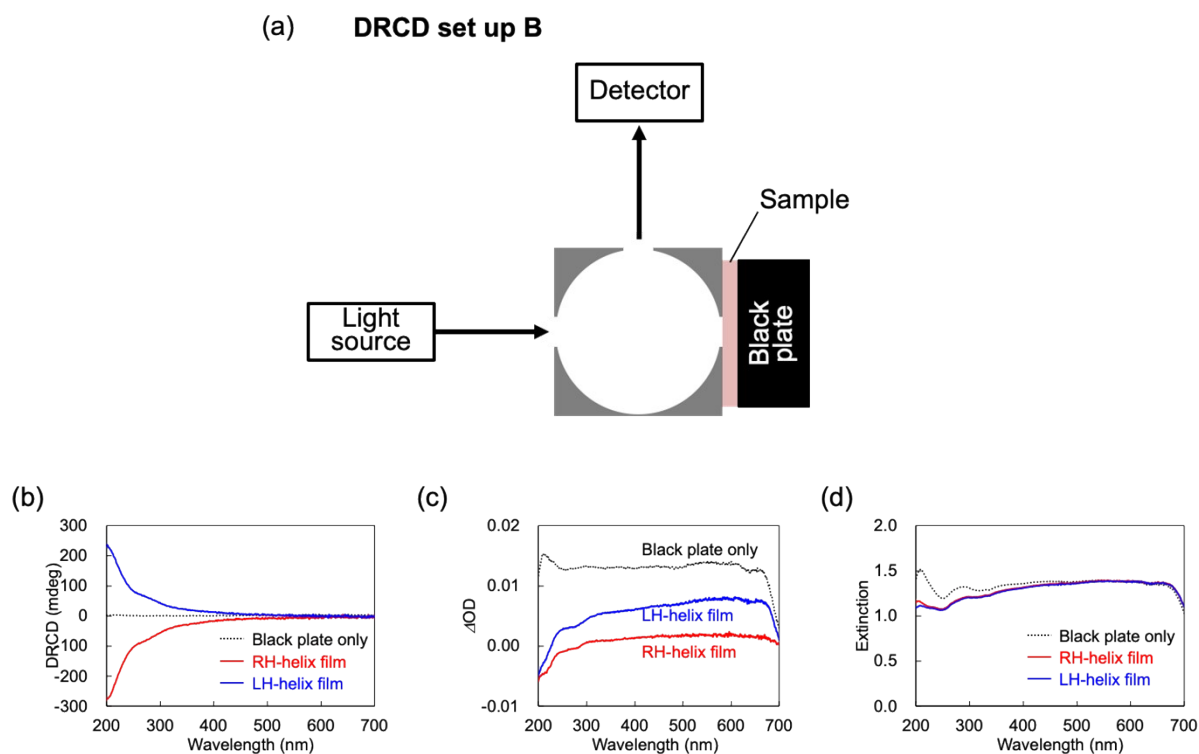 (a) DRCD set up B
Detector
Sample
Light
source
Black
plate
(b)
DRCD (mdeg)
300
200
100
0
100
-200
-300
Black plate only
RH-helix film
LH-helix film
200 300 400 500 600 700
Wavelength (nm)
(c)
ΔOD
0.02
0.01
0.00
-0.01
Black plate only
LH-helix film
RH-helix film
200 300 400 500 600 700
Wavelength (nm)
(d)
Extinction
2.0
1.5
1.0
0.5
0.0
Black plate only
RH-helix film
LH-helix film
200 300 400 500 600 700
Wavelength (nm)